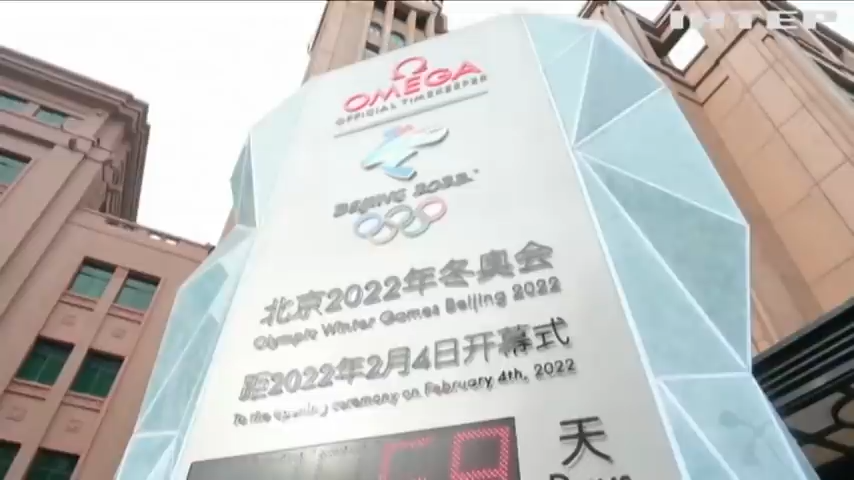 ІНТЕР
Ω
OMEGA
OFFICIAL TIMEKEEPER
BEIJING 2022
北京2022年冬奥会
Olympic Winter Games Beijing 2022
距2022年2月4日开幕式
To the opening ceremony on February 4th, 2022
天
Days